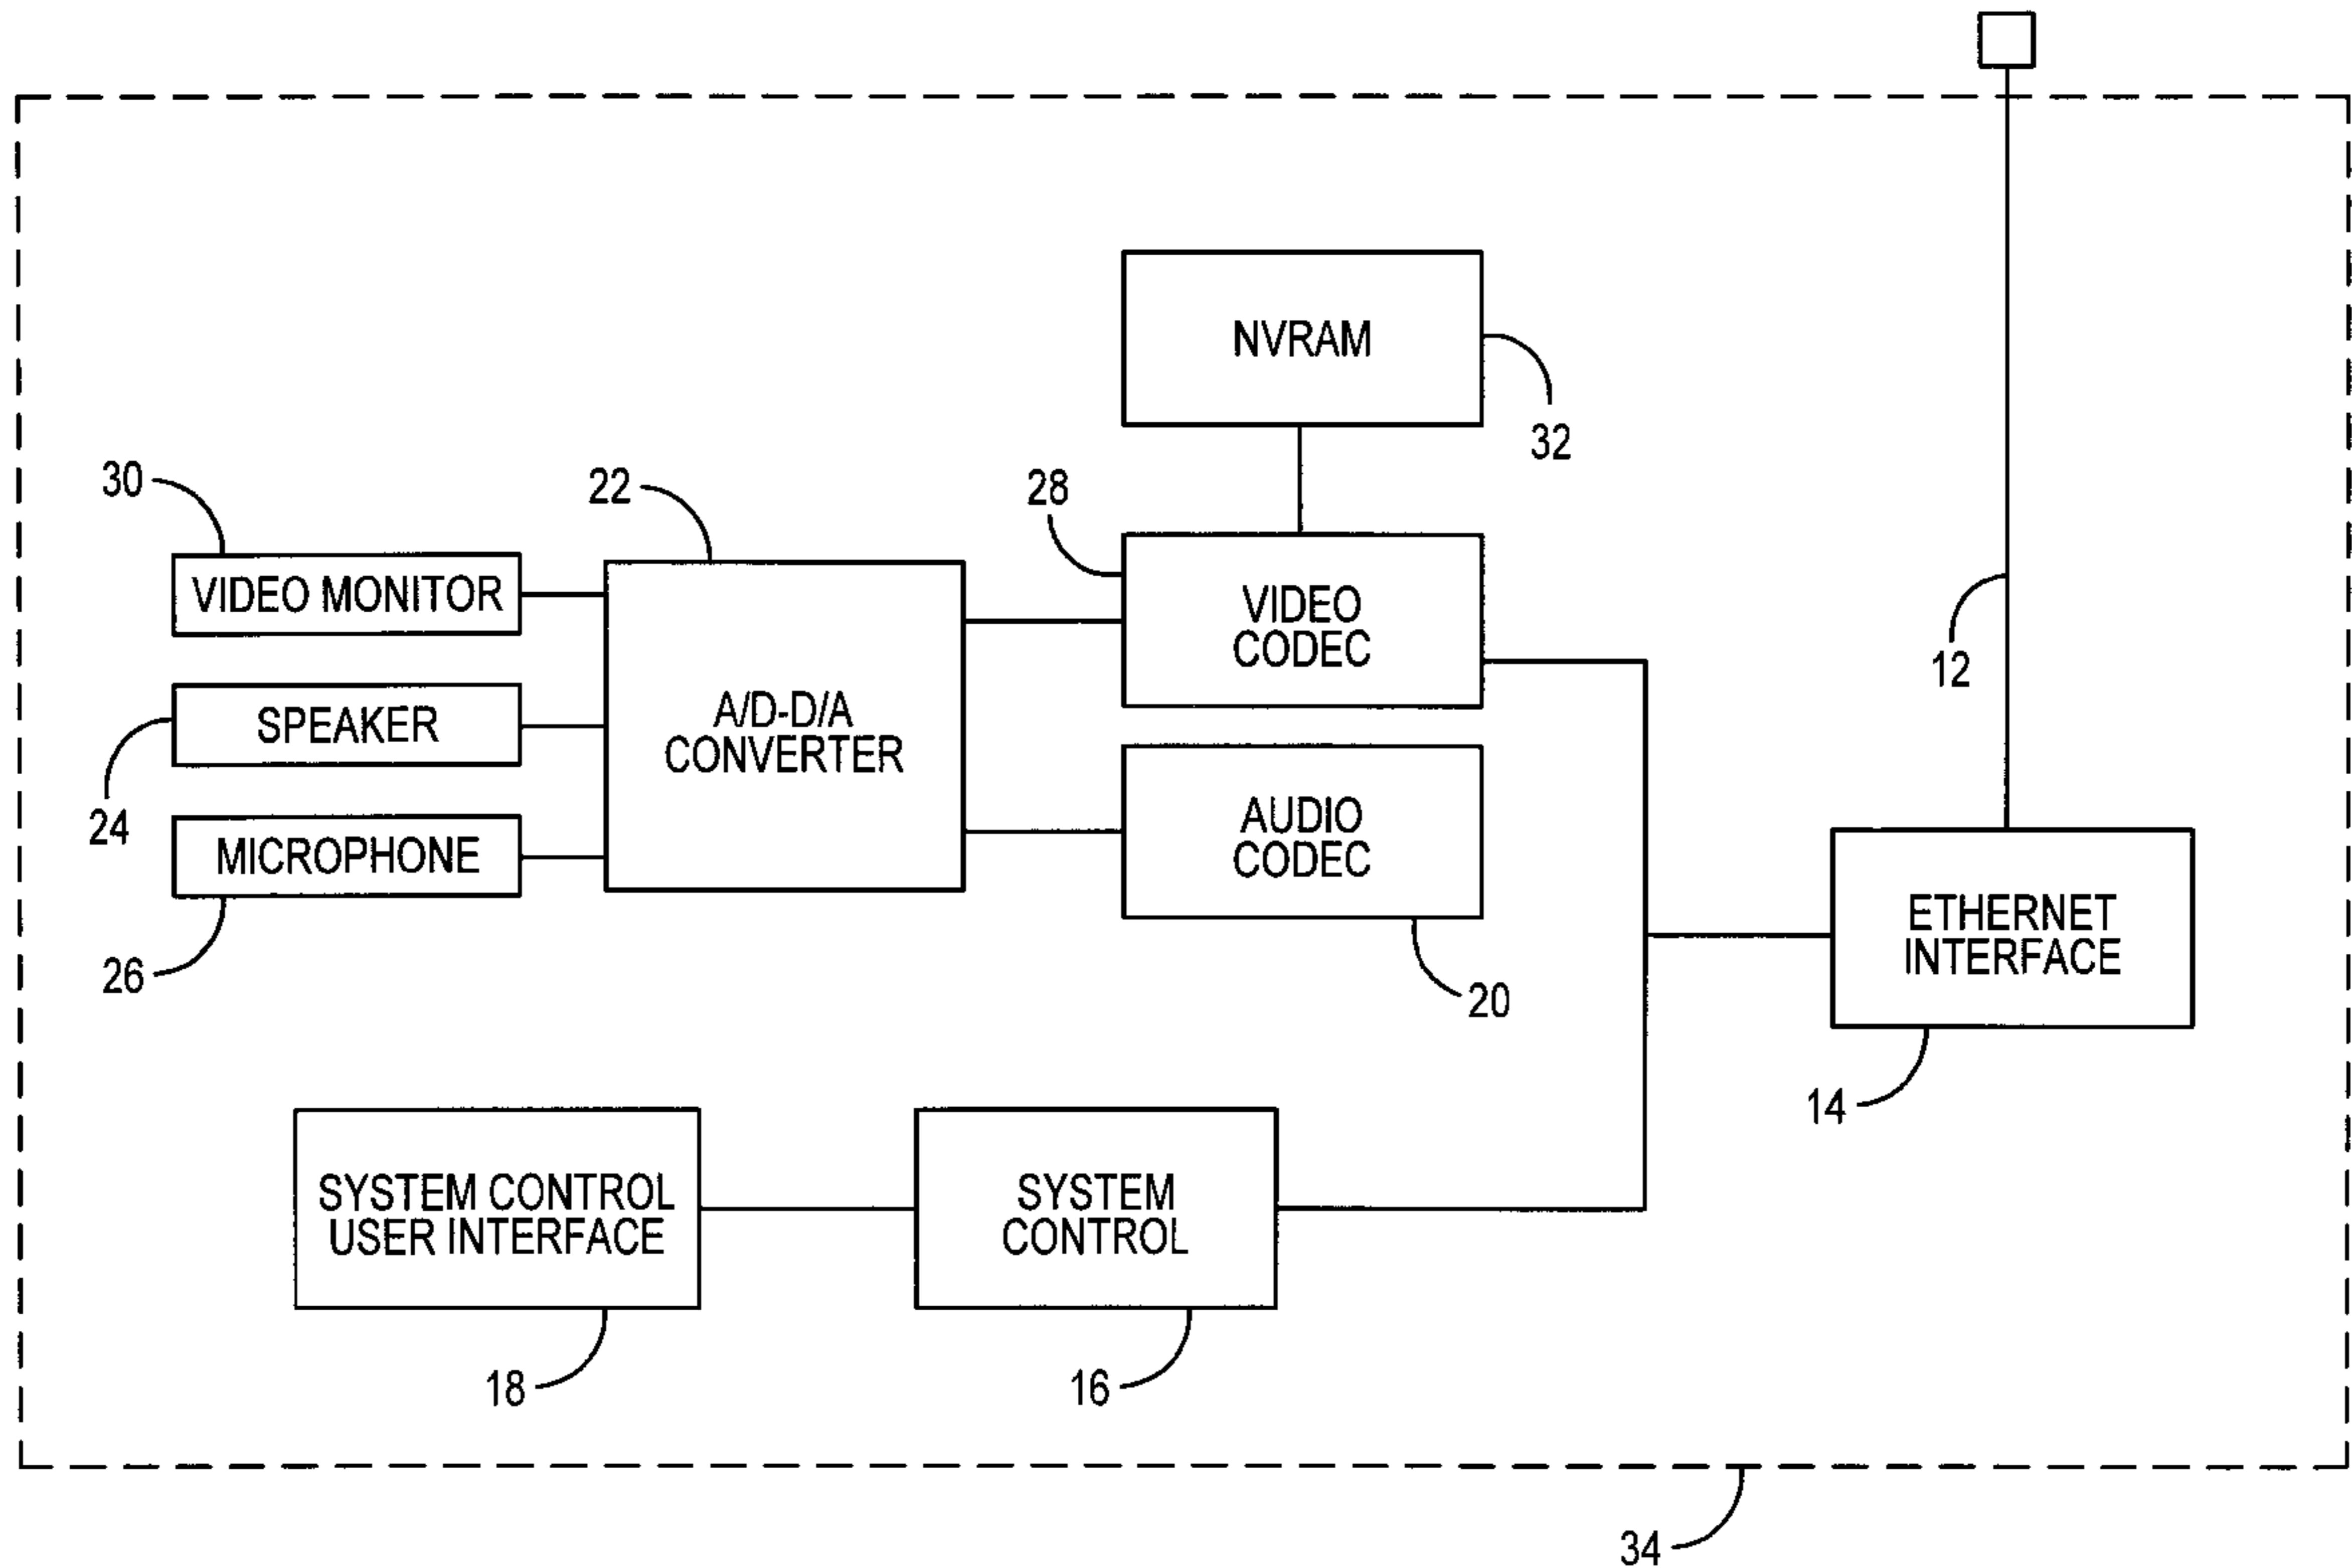 NVRAM
32
30
22
28
VIDEO MONITOR
VIDEO
CODEC
12
SPEAKER
A/D-D/A
CONVERTER
24
AUDIO
CODEC
MICROPHONE
ETHERNET
INTERFACE
26
20
14
SYSTEM CONTROL
USER INTERFACE
SYSTEM
CONTROL
18
16
34